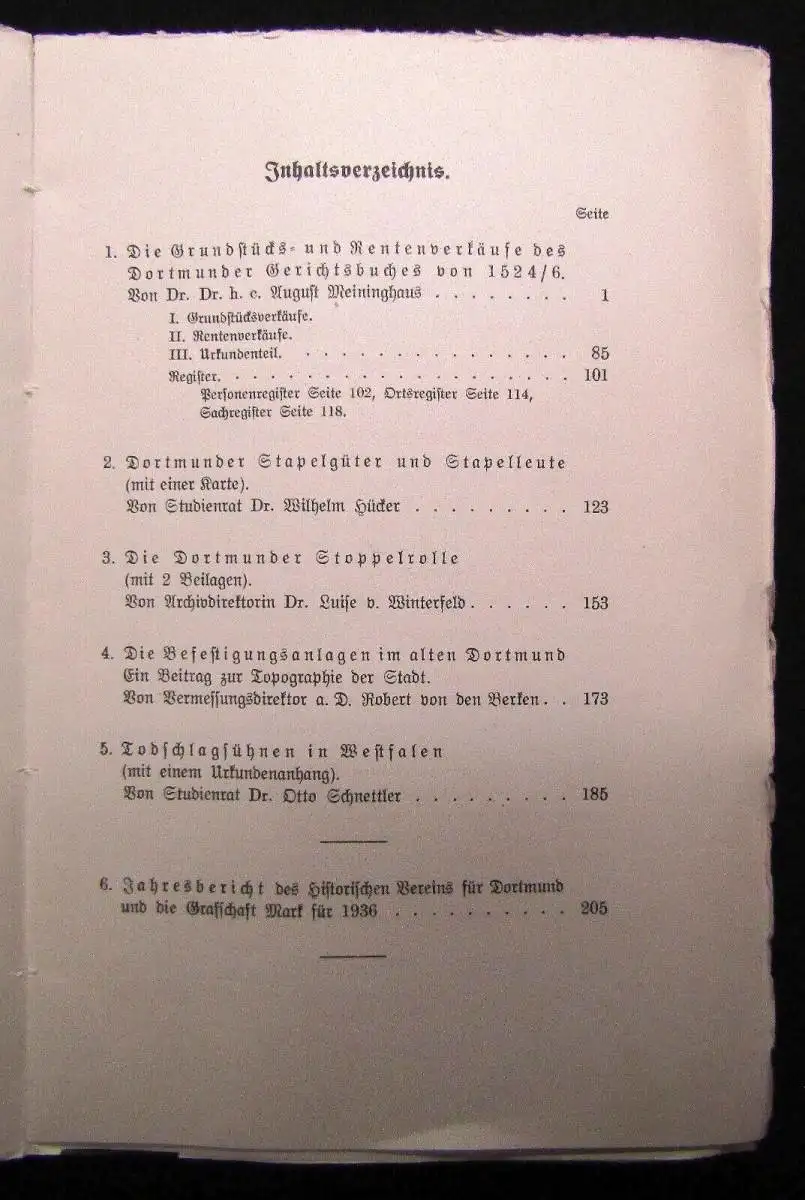 Inhaltsverzeichnis.
Seite
1. Die Grundstücks- und Rentenverkäufe des
Dortmunder Gerichtsbuches von 1524/6.
Von Dr. Dr. h. c. August Meininghaus . . . . . . . . 1
I. Grundstücksverkäufe.
II. Rentenverkäufe.
III. Urkundenteil. . . . . . . . . . . . . . . . 85
Register. . . . . . . . . . . . . . . . . . . 101
Personenregister Seite 102, Ortsregister Seite 114,
Sachregister Seite 118.
2. Dortmunder Stapelgüter und Stapelleute
(mit einer Karte).
Von Studienrat Dr. Wilhelm Hücker . . . . . . . . . 123
3. Die Dortmunder Stoppelrolle
(mit 2 Beilagen).
Von Archivdirektorin Dr. Luise v. Winterfeld . . . . . . 153
4. Die Befestigungsanlagen im alten Dortmund
Ein Beitrag zur Topographie der Stadt.
Von Vermessungsdirektor a. D. Robert von den Berken . . 173
5. Todschlagsühnen in Westfalen
(mit einem Urkundenanhang).
Von Studienrat Dr. Otto Schnettler . . . . . . . . . 185
6. Jahresbericht des Historischen Vereins für Dortmund
und die Grafschaft Mark für 1936 . . . . . . . . . . 205